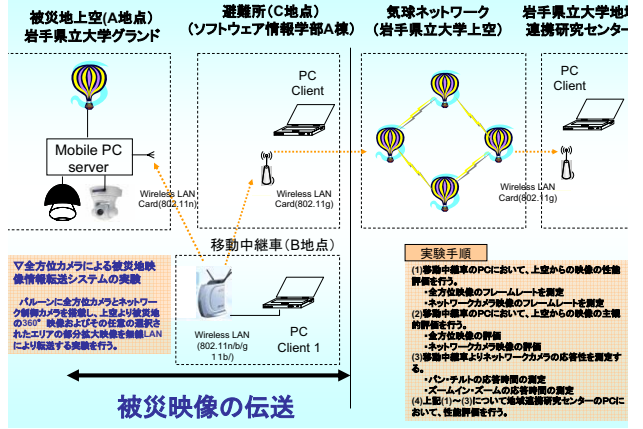 被災地上空(A地点)
岩手県立大学グランド
避難所(C地点)
(ソフトウェア情報学部A棟)
気球ネットワーク
(岩手県立大学上空)
岩手県立大学地域
連携研究センター
Mobile PC
server
Wireless LAN
Card(802.11n)
PC
Client
Wireless LAN
Card(802.11g)
PC
Client
Wireless LAN
Card(802.11g)
移動中継車(B地点)
Wireless LAN
(802.11n/b/g
11b/)
PC
Client 1
▽全方位カメラによる被災地映
像情報転送システムの実験
バルーンに全方位カメラとネットワー
ク制御カメラを搭載し、上空より被災地
の360°映像およびその任意の選択さ
れたエリアの部分拡大映像を無線LAN
により転送する実験を行う。
被災映像の伝送
実験手順
(1)移動中継車のPCにおいて、上空からの映像の性能
評価を行う。
・全方位映像のフレームレートを測定
・ネットワークカメラ映像のフレームレートを測定
(2)移動中継車のPCにおいて、上空からの映像の主観
的評価を行う。
・全方位映像の評価
・ネットワークカメラ映像の評価
(3)移動中継車よりネットワークカメラの応答性を測定す
る。
・パン・チルトの応答時間の測定
・ズームイン・ズームの応答時間の測定
(4)上記(1)～(3)について地域連携研究センターのPCに
おいて、性能評価を行う。